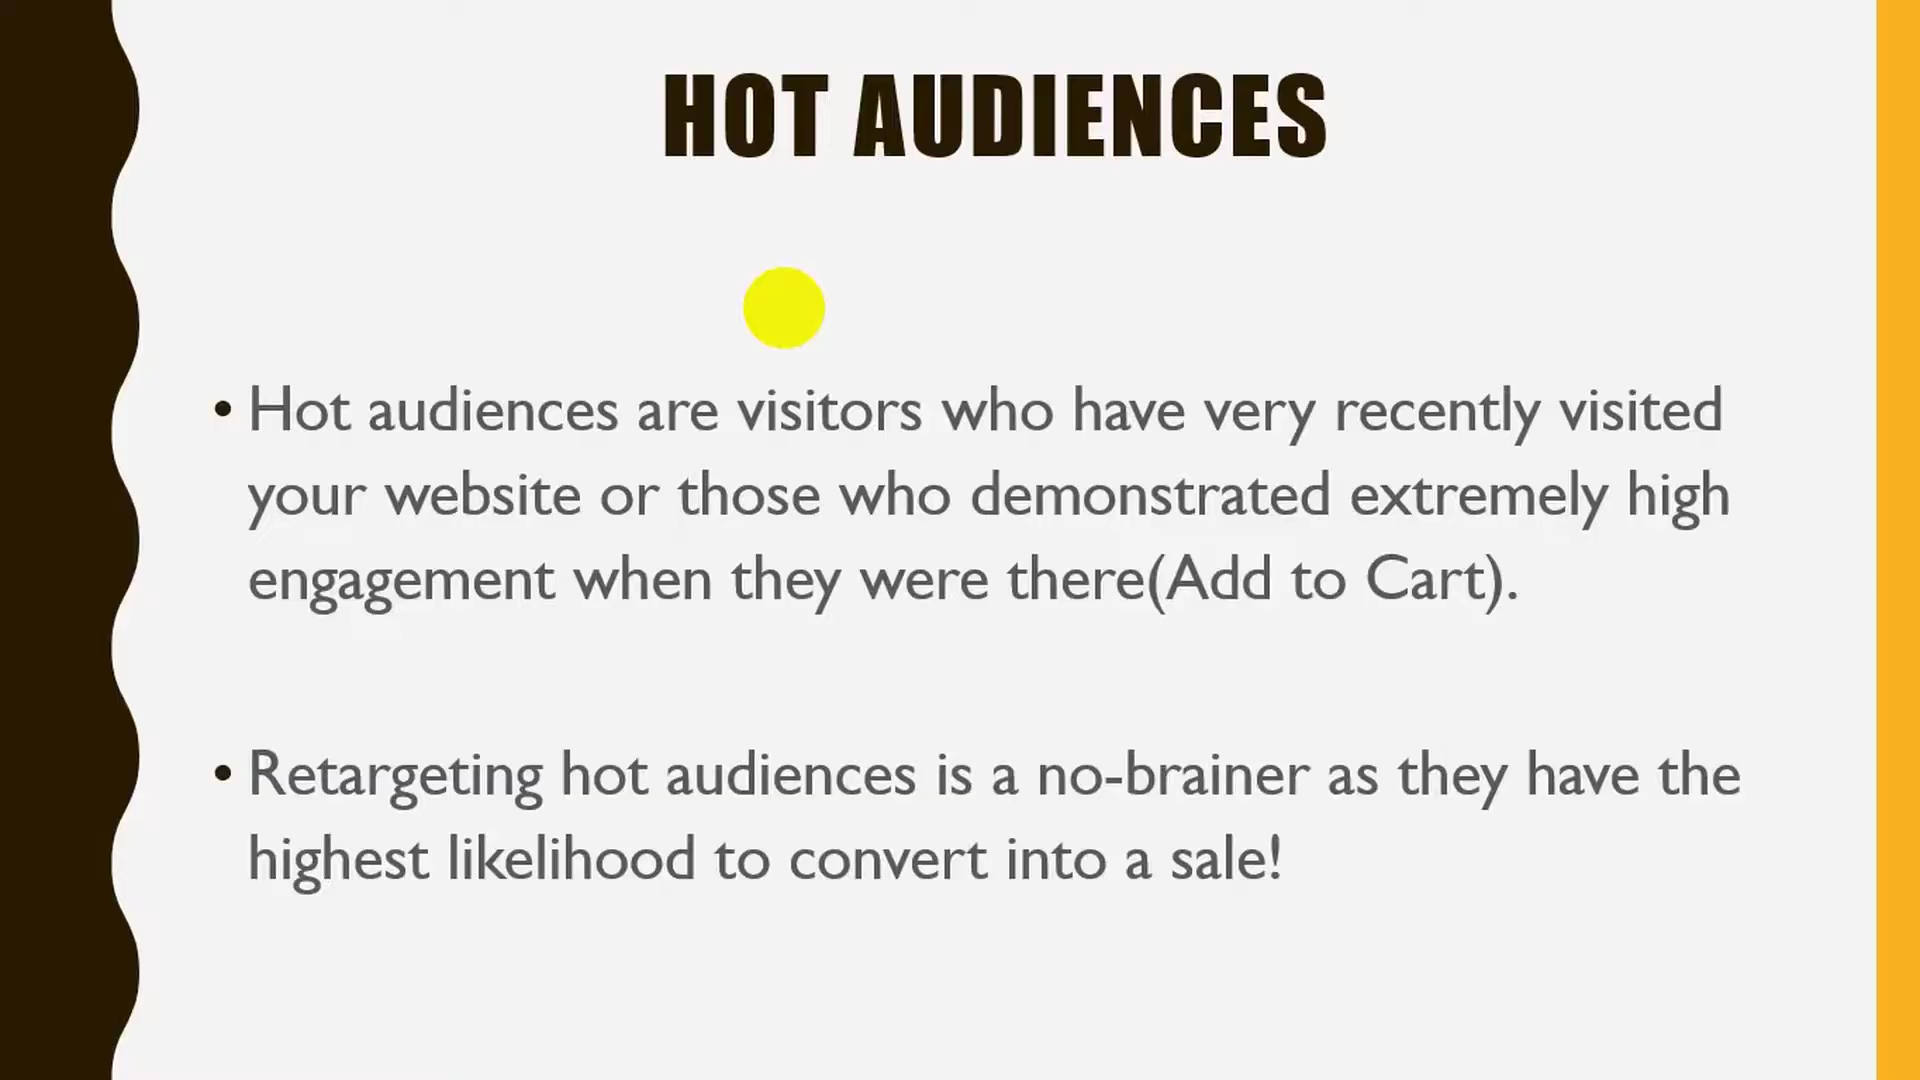 HOT AUDIENCES
• Hot audiences are visitors who have very recently visited
your website or those who demonstrated extremely high
engagement when they were there(Add to Cart).
• Retargeting hot audiences is a no-brainer as they have the
highest likelihood to convert into a sale!